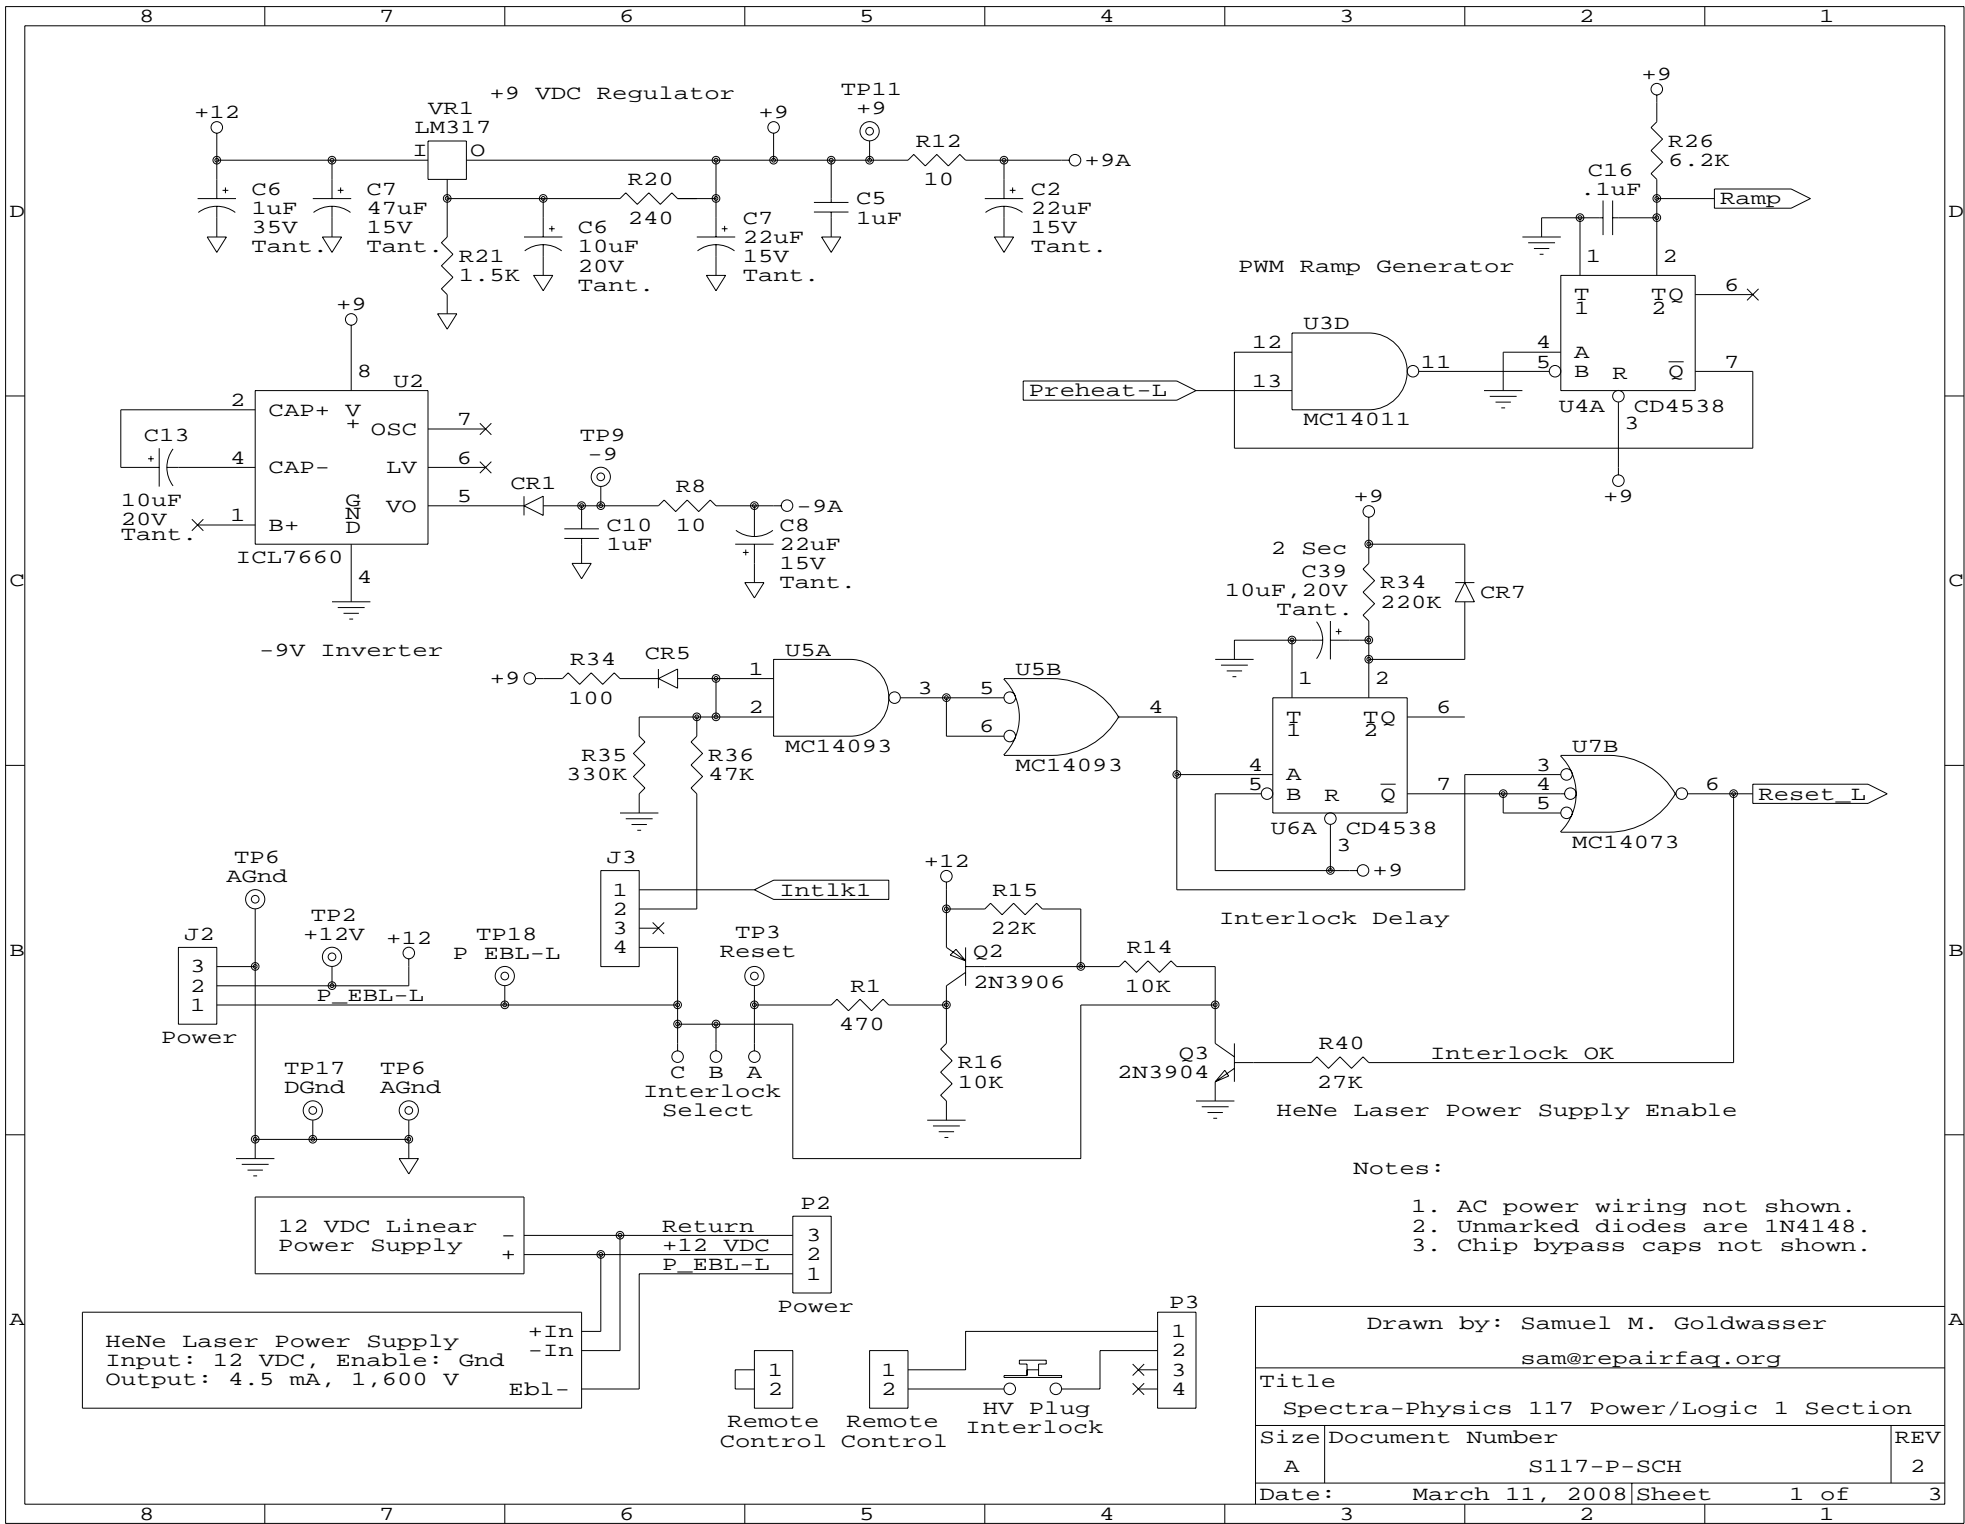 8 7 6 5 4 3 2 1
D
C
B
A
+9 VDC Regulator
+12
VR1
LM317
I
O
+9
TP11
+9
R12
10
+9A
C6
1uF
35V
Tant.
C7
47uF
15V
Tant.
R20
240
R21
1.5K
C6
10uF
20V
Tant.
C7
22uF
15V
Tant.
C5
1uF
C2
22uF
15V
Tant.
+9
R26
6.2K
C16
.1uF
Ramp
1
2
PWM Ramp Generator
T
1
T
2
Q
6
U3D
12
13
11
MC14011
Preheat-L
4
5
A
B
R
Q
7
U4A
CD4538
3
+9
+9
8
U2
2
CAP+
V
+
OSC
7
C13
+
4
CAP-
LV
6
10uF
20V
Tant.
1
B+
G
N
D
VO
5
ICL7660
4
-9V Inverter
CR1
TP9
-9
R8
10
-9A
C10
1uF
C8
22uF
15V
Tant.
+9
2 Sec
C39
10uF,20V
Tant.
R34
220K
CR7
1
2
+9
R34
100
CR5
U5A
1
2
3
MC14093
U5B
5
6
4
MC14093
R35
330K
R36
47K
T
1
T
2
Q
6
4
5
A
B
R
Q
7
U6A
CD4538
3
+9
U7B
3
4
5
6
MC14073
Reset_L
Interlock Delay
TP6
AGnd
J2
3
2
1
Power
TP2
+12V
+12
P_EBL-L
TP18
P EBL-L
J3
1
2
3
4
Intlk1
TP3
Reset
R1
470
+12
R15
22K
Q2
2N3906
R14
10K
R16
10K
Q3
2N3904
R40
27K
Interlock OK
HeNe Laser Power Supply Enable
C B A
Interlock
Select
TP17
DGnd
TP6
AGnd
Notes:
1. AC power wiring not shown.
2. Unmarked diodes are 1N4148.
3. Chip bypass caps not shown.
12 VDC Linear
Power Supply
-
+
Return
+12 VDC
P_EBL-L
P2
3
2
1
Power
HeNe Laser Power Supply
Input: 12 VDC, Enable: Gnd
Output: 4.5 mA, 1,600 V
+In
-In
Ebl-
1
2
Remote
Control
1
2
Remote
Control
HV Plug
Interlock
P3
1
2
3
4
Drawn by: Samuel M. Goldwasser
sam@repairfaq.org
Title
Spectra-Physics 117 Power/Logic 1 Section
Size Document Number REV
A S117-P-SCH 2
Date: March 11, 2008 Sheet 1 of 3
8 7 6 5 4 3 2 1
D
C
B
A